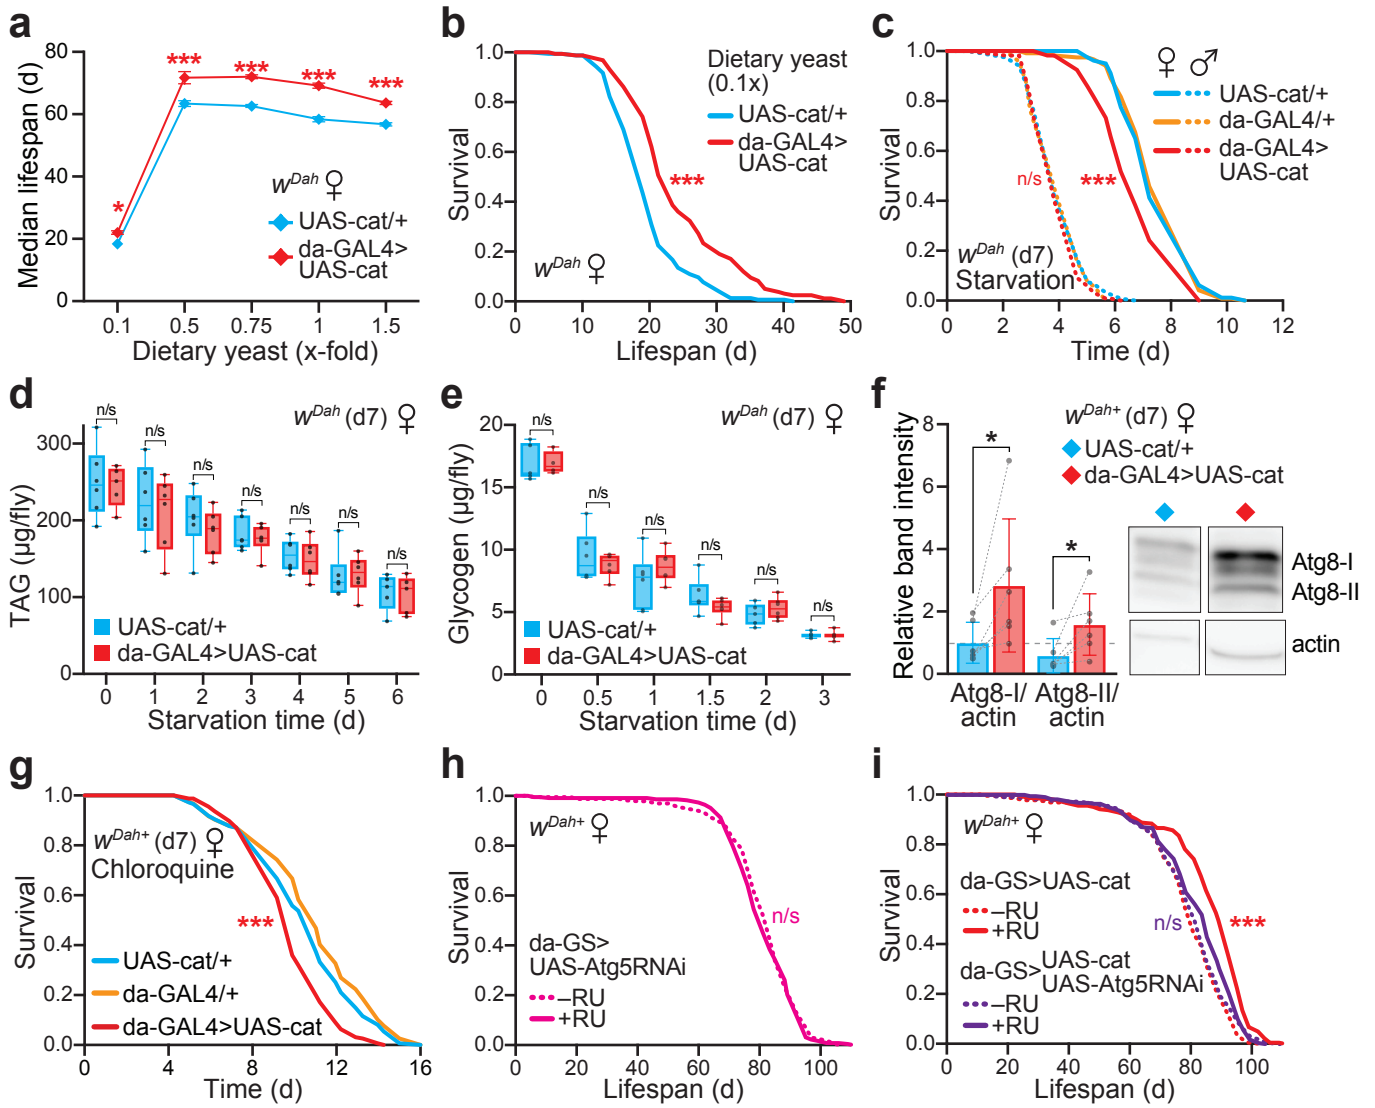 a
80
60
40
20
0
Median lifespan (d)
***
***
***
***
*
wDah ♀
UAS-cat/+
da-GAL4>
UAS-cat
0.1 0.5 0.75 1 1.5
Dietary yeast (x-fold)
b
1.0
0.8
0.6
0.4
0.2
0.0
Survival
Dietary yeast
(0.1x)
UAS-cat/+
da-GAL4>
UAS-cat
***
wDah ♀
0 10 20 30 40 50
Lifespan (d)
c
1.0
0.8
0.6
0.4
0.2
0.0
Survival
♀ ♂
UAS-cat/+
da-GAL4/+
da-GAL4>
UAS-cat
n/s
***
wDah (d7)
Starvation
0 2 4 6 8 10 12
Time (d)
d
300
200
100
0
TAG (µg/fly)
wDah (d7) ♀
n/s
n/s
n/s
n/s
n/s
n/s
n/s
UAS-cat/+
da-GAL4>UAS-cat
0 1 2 3 4 5 6
Starvation time (d)
e
20
15
10
5
0
Glycogen (µg/fly)
wDah (d7) ♀
n/s
n/s
n/s
n/s
n/s
n/s
UAS-cat/+
da-GAL4>UAS-cat
0 0.5 1 1.5 2 3
Starvation time (d)
f
8
6
4
2
0
Relative band intensity
wDah+ (d7) ♀
UAS-cat/+
da-GAL4>UAS-cat
*
*
Atg8-I
Atg8-II
actin
Atg8-I/ Atg8-II/
actin actin
g
1.0
0.8
0.6
0.4
0.2
0.0
Survival
wDah+ (d7) ♀
Chloroquine
***
UAS-cat/+
da-GAL4/+
da-GAL4>UAS-cat
0 4 8 12 16
Time (d)
h
1.0
0.8
0.6
0.4
0.2
0.0
Survival
wDah+ ♀
n/s
da-GS>
UAS-Atg5RNAi
–RU
+RU
0 20 40 60 80 100
Lifespan (d)
i
1.0
0.8
0.6
0.4
0.2
0.0
Survival
wDah+ ♀
da-GS>UAS-cat
–RU
+RU
n/s
***
da-GS>UAS-cat
UAS-Atg5RNAi
–RU
+RU
0 20 40 60 80 100
Lifespan (d)